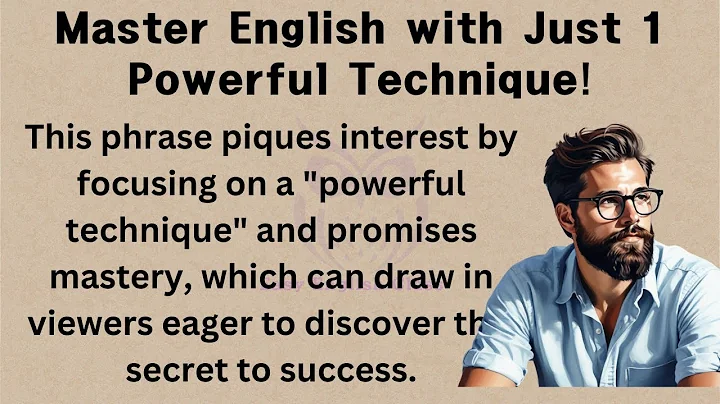 Master English with Just 1
Powerful Technique!
This phrase piques interest by
focusing on a "powerful
technique" and promises
mastery, which can draw in
viewers eager to discover th
secret to success.